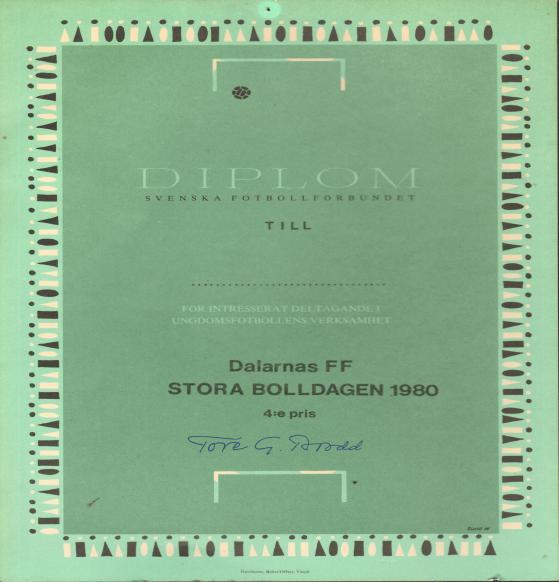 DIPLOM
SVENSKA FOTBOLLFÖRBUNDET
TILL
FÖR INTRESSERAT DELTAGANDE I
UNGDOMSFOTBOLLENS VERKSAMHET
Dalarnas FF
STORA BOLLDAGEN 1980
4:e pris
Tore G. Brodd